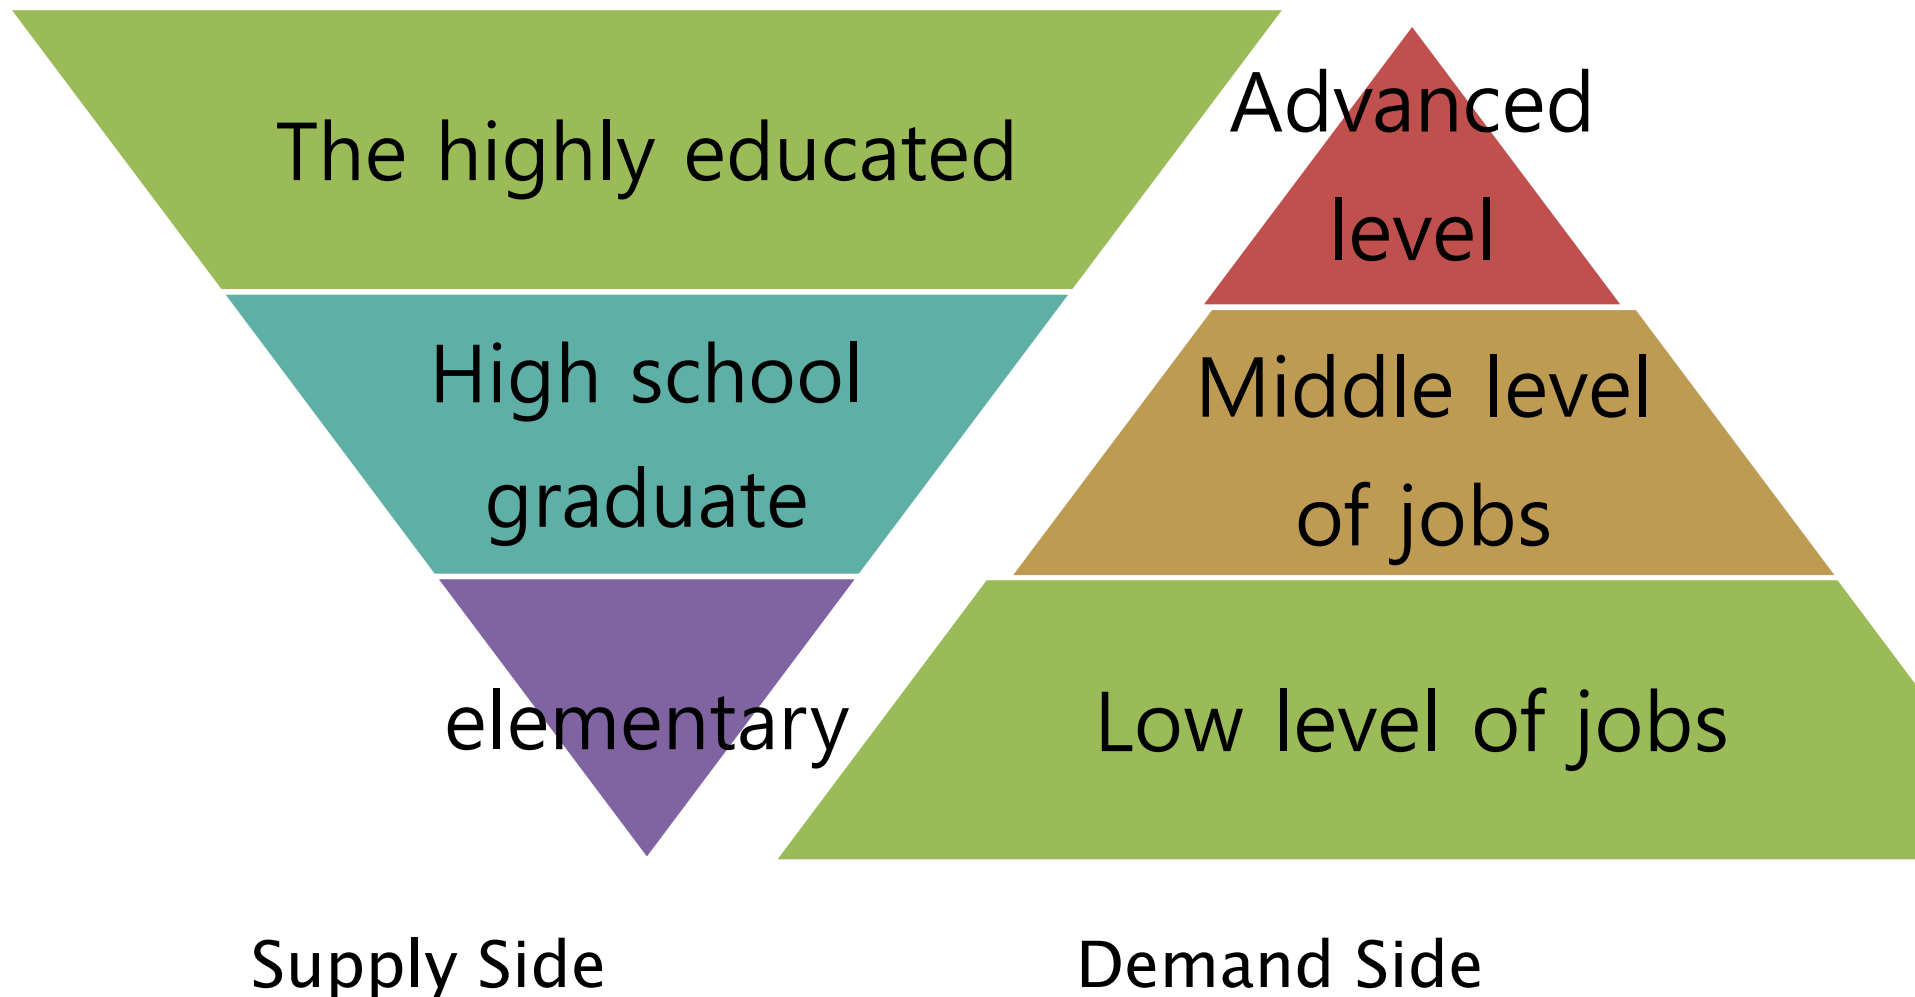 The highly educated
High school
graduate
elementary
Advanced
level
Middle level
of jobs
Low level of jobs
Supply Side
Demand Side